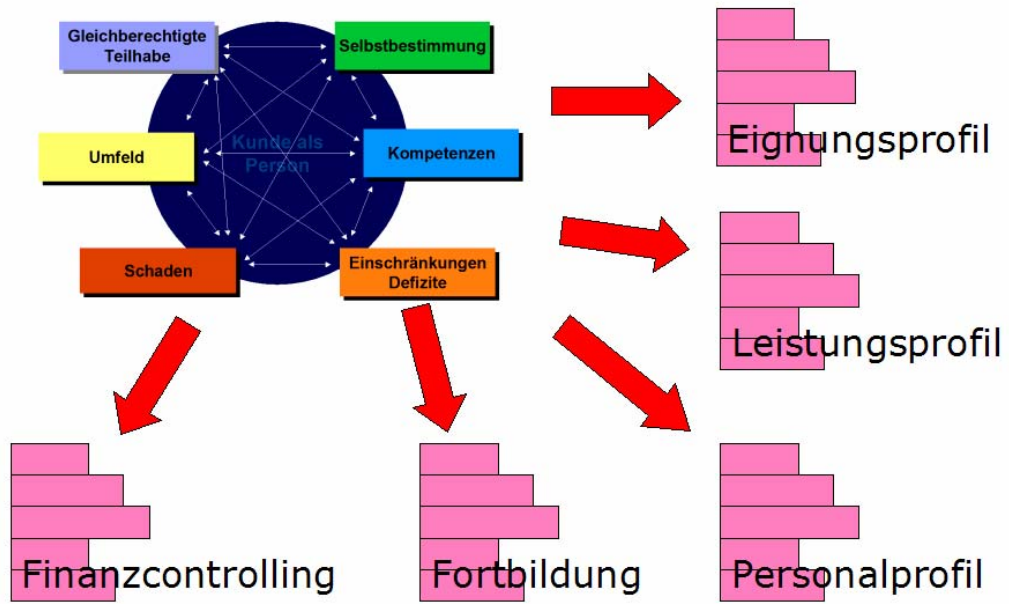 Gleichberechtigte
Teilhabe
Selbstbestimmung
Umfeld
Kunde als
Person
Kompetenzen
Schaden
Einschränkungen
Defizite
Eignungsprofil
Leistungsprofil
Finanzcontrolling
Fortbildung
Personalprofil